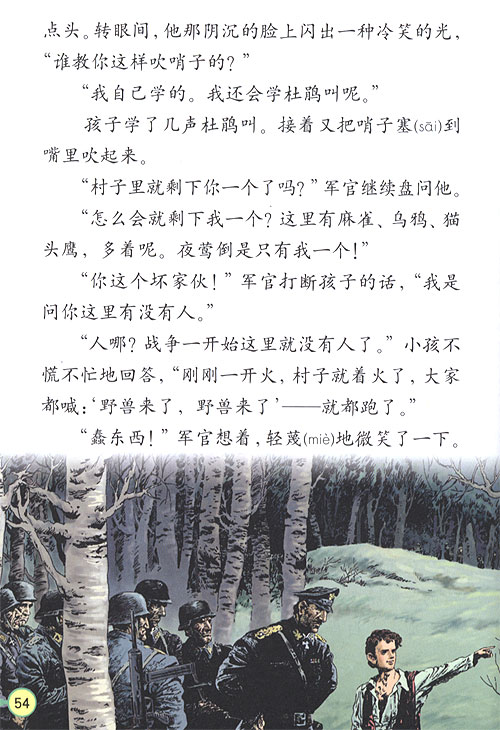 点头。转眼间，他那阴沉的脸上闪出一种冷笑的光，
“谁教你这样吹哨子的？”
“我自己学的。我还会学杜鹃叫呢。”
孩子学了几声杜鹃叫。接着又把哨子塞(sāi)到
嘴里吹起来。
“村子里就剩下你一个了吗？”军官继续盘问他。
“怎么会就剩下我一个？这里有麻雀、乌鸦、猫
头鹰，多着呢。夜莺倒是只有我一个！”
“你这个坏家伙！”军官打断孩子的话，“我是
问你这里有没有人。”
“人哪？战争一开始这里就没有人了。”小孩不
慌不忙地回答，“刚刚一开火，村子就着火了，大家
都喊：‘野兽来了，野兽来了’——就都跑了。”
“蠢东西！”军官想着，轻蔑(miè)地微笑了一下。
54